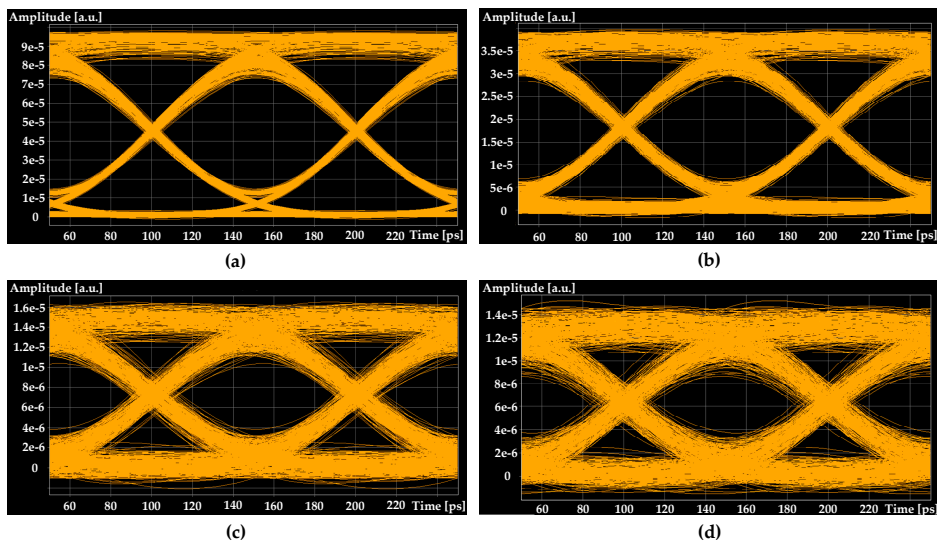 Amplitude [a.u.]
9e-5
8e-5
7e-5
6e-5
5e-5
4e-5
2e-5
1e-5
0
60 80 100 120 140 160 180 200 220 Time [ps]
(a)
Amplitude [a.u.]
3.5e-5
3e-5
2.5e-5
2e-5
1.5e-5
1e-5
5e-6
0
60 80 100 120 140 160 180 200 220 Time [ps]
(b)
Amplitude [a.u.]
1.6e-5
1.4e-5
1.2e-5
1e-5
8e-6
6e-6
4e-6
2e-6
0
60 80 100 120 140 160 180 200 220 Time [ps]
(c)
Amplitude [a.u.]
1.4e-5
1.2e-5
1e-5
8e-6
6e-6
4e-6
2e-6
0
60 80 100 120 140 160 180 200 220 Time [ps]
(d)